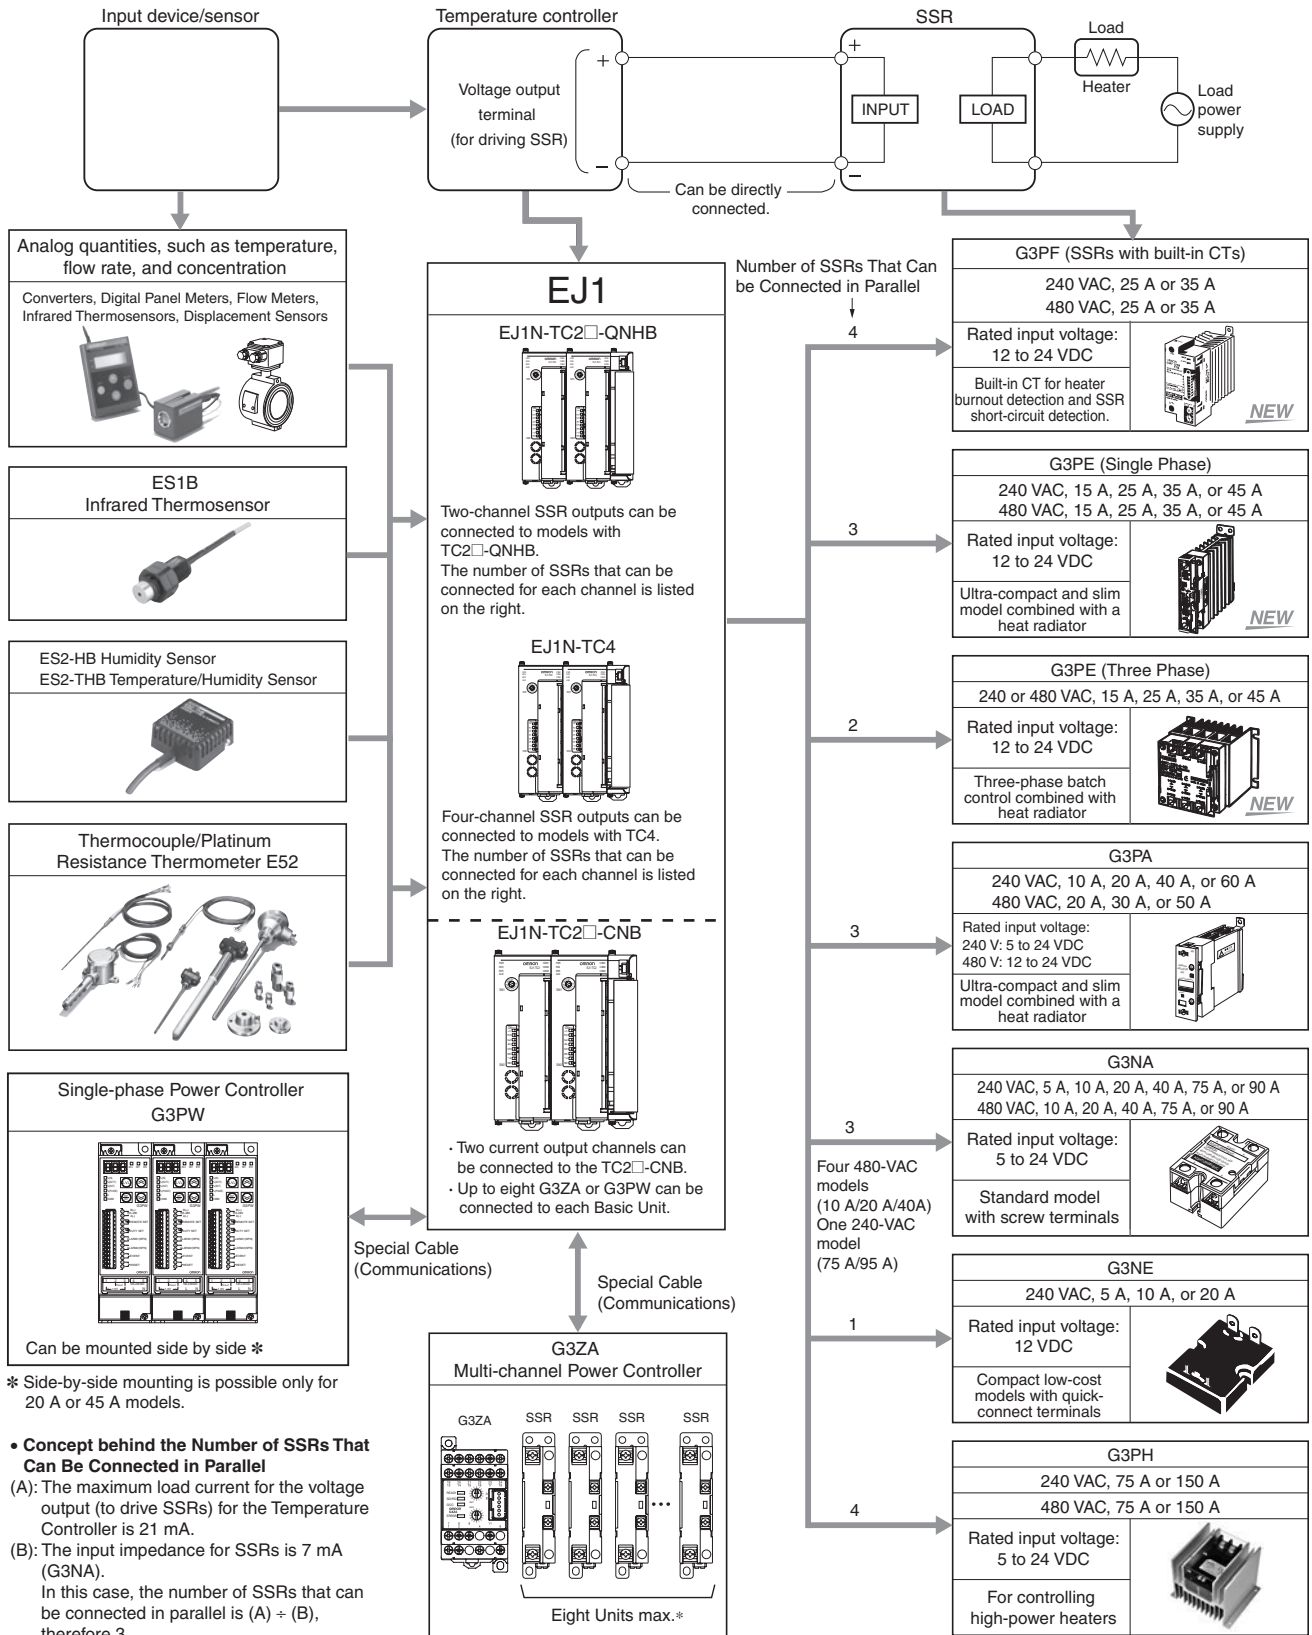 Input device/sensor
Temperature controller
SSR
Load
Heater
Load
power
supply
Voltage output
terminal
(for driving SSR)
+
−
+
−
INPUT
LOAD
Can be directly
connected.
Analog quantities, such as temperature,
flow rate, and concentration
Converters, Digital Panel Meters, Flow Meters,
Infrared Thermosensors, Displacement Sensors
ES1B
Infrared Thermosensor
ES2-HB Humidity Sensor
ES2-THB Temperature/Humidity Sensor
Thermocouple/Platinum
Resistance Thermometer E52
Single-phase Power Controller
G3PW
Can be mounted side by side ✻
✻ Side-by-side mounting is possible only for
20 A or 45 A models.
• Concept behind the Number of SSRs That
Can Be Connected in Parallel
(A): The maximum load current for the voltage
output (to drive SSRs) for the Temperature
Controller is 21 mA.
(B): The input impedance for SSRs is 7 mA
(G3NA).
In this case, the number of SSRs that can
be connected in parallel is (A) ÷ (B),
therefore 3.
EJ1
EJ1N-TC2□-QNHB
Two-channel SSR outputs can be
connected to models with
TC2□-QNHB.
The number of SSRs that can be
connected for each channel is listed
on the right.
EJ1N-TC4
Four-channel SSR outputs can be
connected to models with TC4.
The number of SSRs that can be
connected for each channel is listed
on the right.
EJ1N-TC2□-CNB
· Two current output channels can
be connected to the TC2□-CNB.
· Up to eight G3ZA or G3PW can be
connected to each Basic Unit.
Special Cable
(Communications)
Special Cable
(Communications)
G3ZA
Multi-channel Power Controller
G3ZA
SSR SSR SSR SSR
Eight Units max.✻
Number of SSRs That Can
be Connected in Parallel
4
3
2
3
3
Four 480-VAC
models
(10 A/20 A/40A)
One 240-VAC
model
(75 A/95 A)
1
4
G3PF (SSRs with built-in CTs)
240 VAC, 25 A or 35 A
480 VAC, 25 A or 35 A
Rated input voltage:
12 to 24 VDC
Built-in CT for heater
burnout detection and SSR
short-circuit detection.
NEW
G3PE (Single Phase)
240 VAC, 15 A, 25 A, 35 A, or 45 A
480 VAC, 15 A, 25 A, 35 A, or 45 A
Rated input voltage:
12 to 24 VDC
Ultra-compact and slim
model combined with a
heat radiator
NEW
G3PE (Three Phase)
240 or 480 VAC, 15 A, 25 A, 35 A, or 45 A
Rated input voltage:
12 to 24 VDC
Three-phase batch
control combined with
heat radiator
NEW
G3PA
240 VAC, 10 A, 20 A, 40 A, or 60 A
480 VAC, 20 A, 30 A, or 50 A
Rated input voltage:
240 V: 5 to 24 VDC
480 V: 12 to 24 VDC
Ultra-compact and slim
model combined with a
heat radiator
G3NA
240 VAC, 5 A, 10 A, 20 A, 40 A, 75 A, or 90 A
480 VAC, 10 A, 20 A, 40 A, 75 A, or 90 A
Rated input voltage:
5 to 24 VDC
Standard model
with screw terminals
G3NE
240 VAC, 5 A, 10 A, or 20 A
Rated input voltage:
12 VDC
Compact low-cost
models with quick-
connect terminals
G3PH
240 VAC, 75 A or 150 A
480 VAC, 75 A or 150 A
Rated input voltage:
5 to 24 VDC
For controlling
high-power heaters